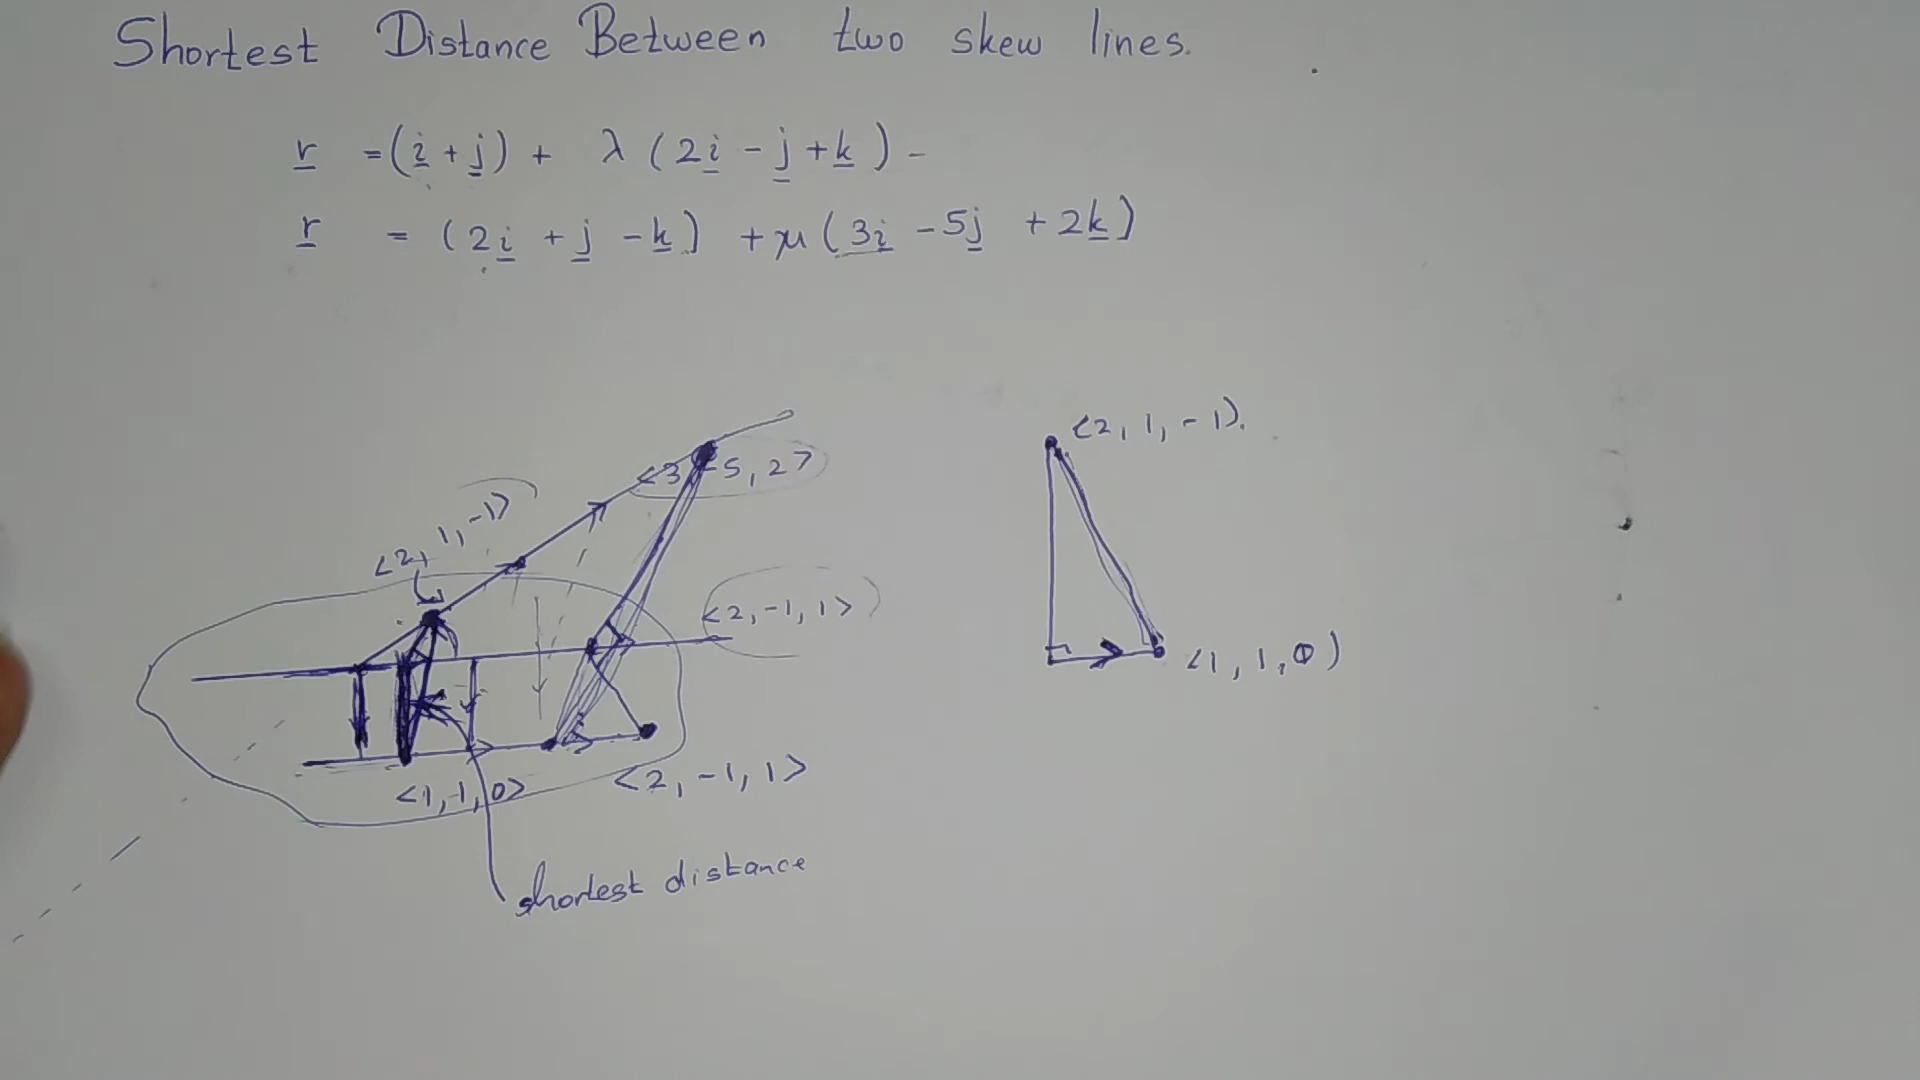 Shortest Distance Between two skew lines.
r = (i + j) + λ (2i - j + k) -
r = (2i + j - k) + μ (3i - 5j + 2k)
<2, 1, -1).
<3, -5, 2>
<2, 1, -1>
<2, -1, 1>
<1, 1, 0)
<2, -1, 1>
<1, 1, 0>
shortest distance